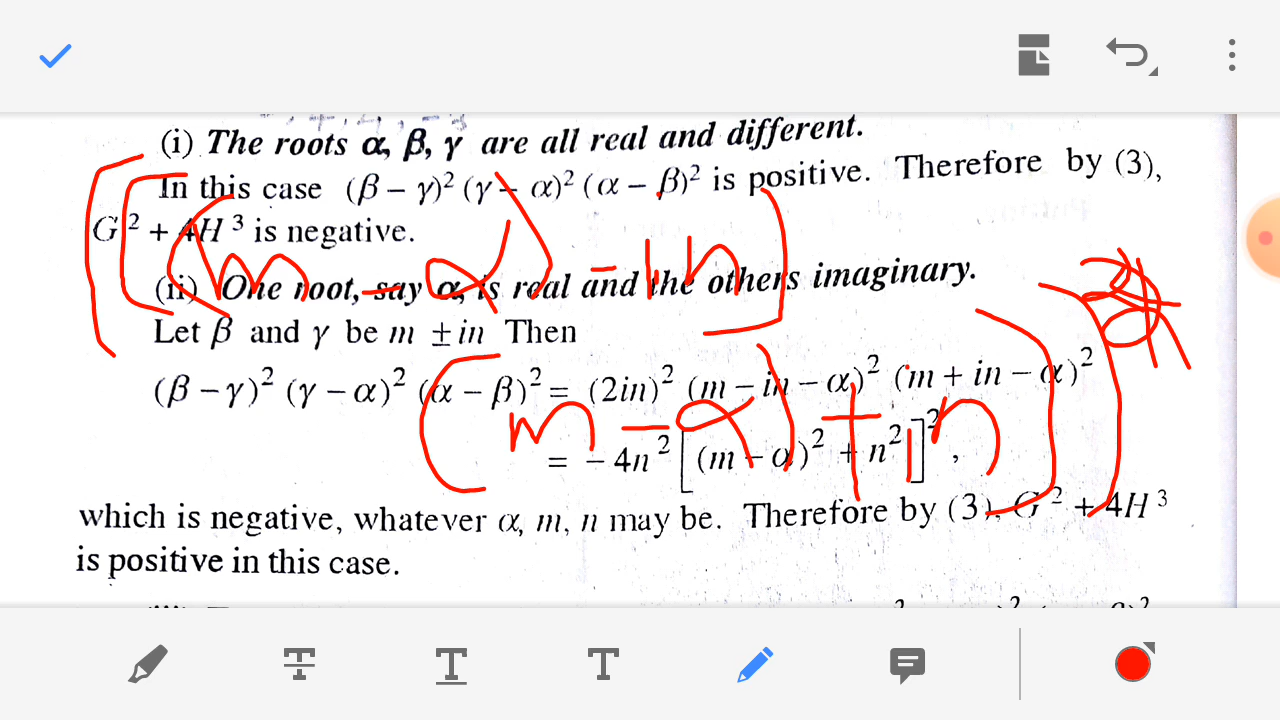 (i) The roots α, β, γ are all real and different.
In this case (β – γ)² (γ – α)² (α – β)² is positive. Therefore by (3),
G² + 4H³ is negative.
[[(m – α) – in]
(ii) One root, say α, is real and the others imaginary.
Let β and γ be m ± in Then
(β – γ)² (γ – α)² (α – β)² = (2in)² (m – in – α)² (m + in – α)²
(m – α) + in)]²
= – 4n² [(m – α)² + n²]]²,
which is negative, whatever α, m, n may be. Therefore by (3), G² + 4H³
is positive in this case.
T
T
T